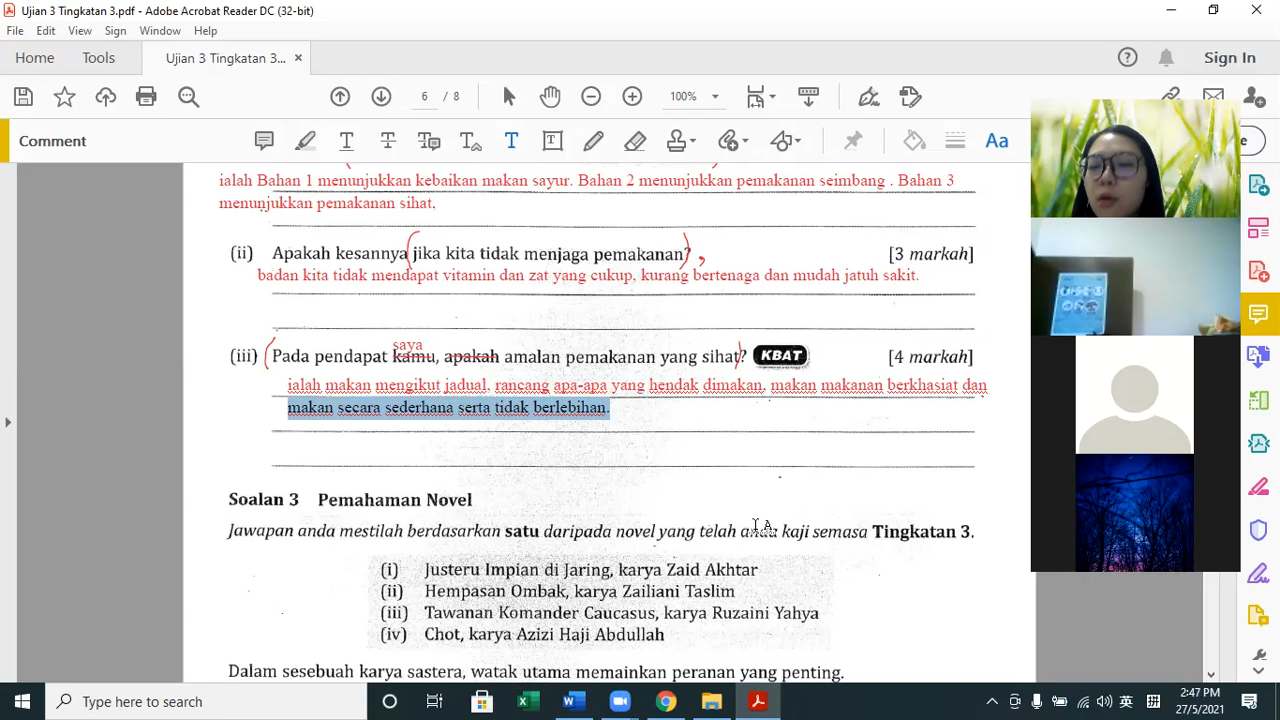 Ujian 3 Tingkatan 3.pdf - Adobe Acrobat Reader DC (32-bit)
File Edit View Sign Window Help
Home Tools Ujian 3 Tingkatan 3... × Sign In
6 / 8 100%
Comment Aa
ialah Bahan 1 menunjukkan kebaikan makan sayur. Bahan 2 menunjukkan pemakanan seimbang . Bahan 3
menunjukkan pemakanan sihat,
(ii) Apakah kesannya (jika kita tidak menjaga pemakanan?) , [3 markah]
badan kita tidak mendapat vitamin dan zat yang cukup, kurang bertenaga dan mudah jatuh sakit.
saya
(iii) (Pada pendapat kamu, apakah amalan pemakanan yang sihat)? KBAT [4 markah]
ialah makan mengikut jadual, rancang apa-apa yang hendak dimakan, makan makanan berkhasiat dan
makan secara sederhana serta tidak berlebihan.
Soalan 3 Pemahaman Novel
Jawapan anda mestilah berdasarkan satu daripada novel yang telah anda kaji semasa Tingkatan 3.
(i) Justeru Impian di Jaring, karya Zaid Akhtar
(ii) Hempasan Ombak, karya Zailiani Taslim
(iii) Tawanan Komander Caucasus, karya Ruzaini Yahya
(iv) Chot, karya Azizi Haji Abdullah
Dalam sesebuah karya sastera, watak utama memainkan peranan yang penting.
Type here to search
英 拼 2:47 PM
27/5/2021